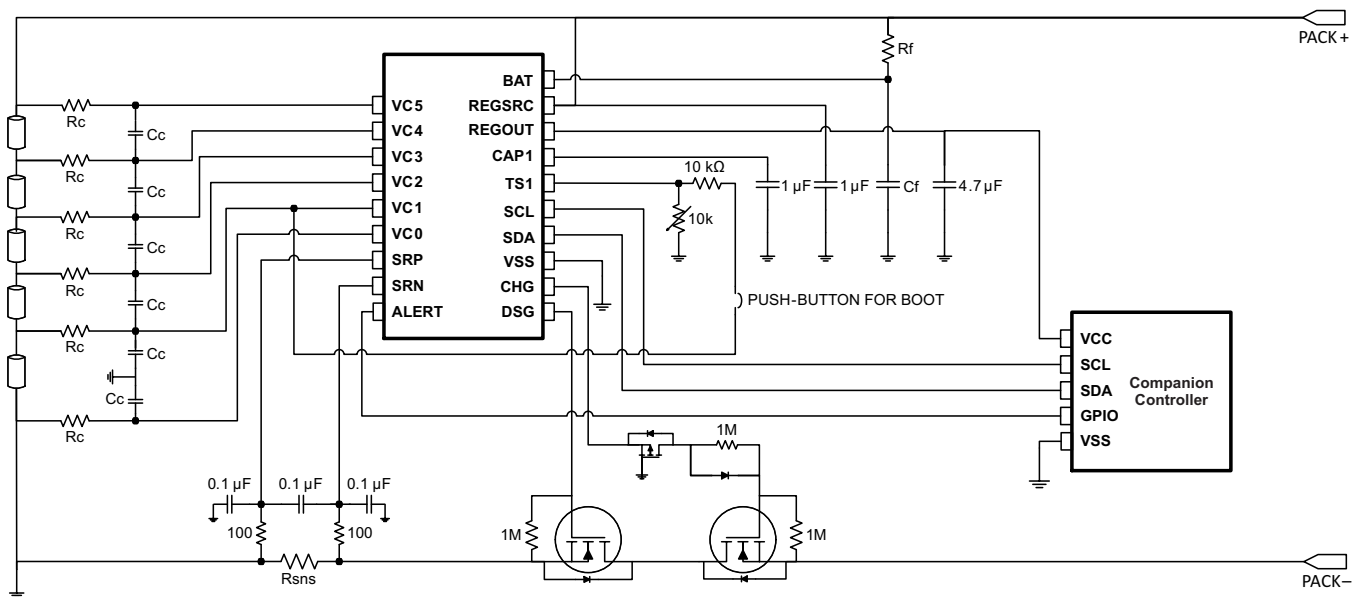 PACK +
Rf
BAT
VC5
REGSRC
Rc
Cc
VC4
REGOUT
Rc
VC3
CAP1
10 kΩ
Cc
VC2
TS1
1 µF
1 µF
Cf
4.7 µF
Rc
VC1
SCL
10k
Cc
VC0
SDA
Rc
SRP
VSS
Cc
SRN
CHG
PUSH-BUTTON FOR BOOT
ALERT
DSG
Rc
Cc
VCC
SCL
Companion
Controller
SDA
Cc
GPIO
Rc
VSS
1M
0.1 µF
0.1 µF
0.1 µF
100
100
1M
1M
Rsns
PACK–